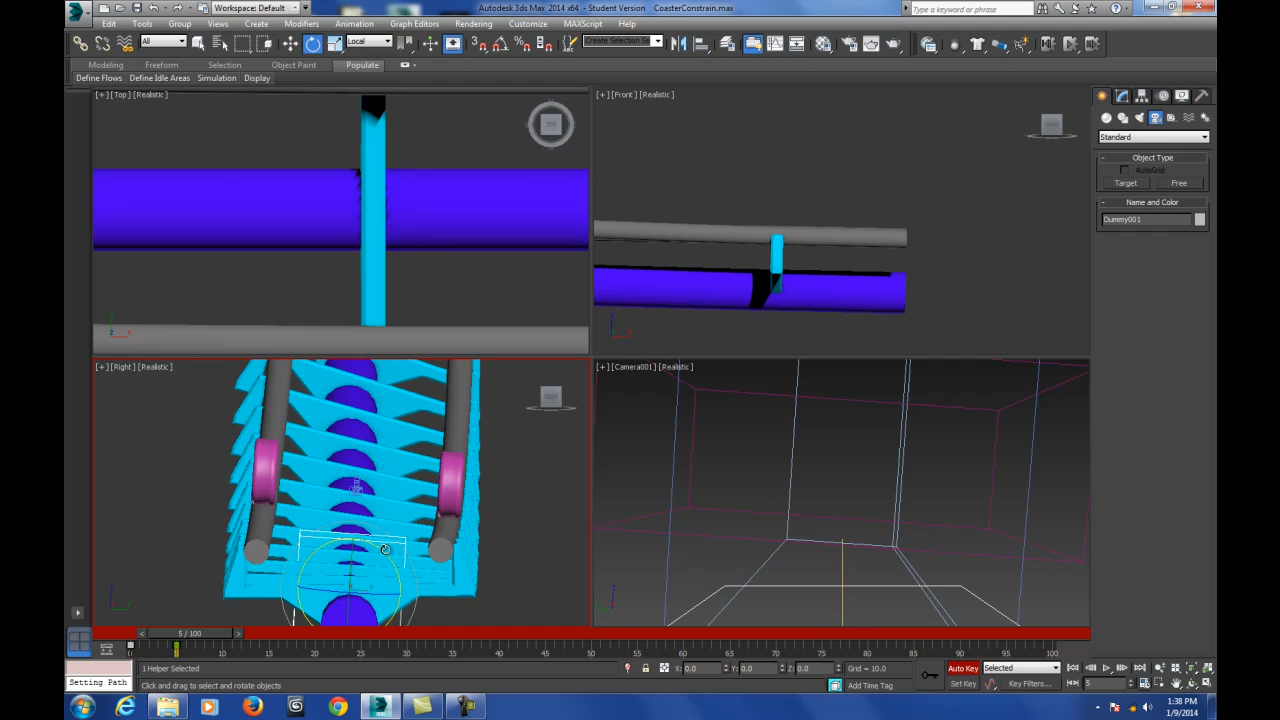 Workspace: Default
Autodesk 3ds Max 2014 x64 - Student Version CoasterConstrain.max
Type a keyword or phrase
Edit Tools Group Views Create Modifiers Animation Graph Editors Rendering Customize MAXScript Help
All
Local
Create Selection Se
Modeling Freeform Selection Object Paint Populate
Define Flows Define Idle Areas Simulation Display
[+] [Top] [Realistic]
TOP
[+] [Front] [Realistic]
Standard
Object Type
AutoGrid
Target Free
Name and Color
Dummy001
[+] [Right] [Realistic]
[+] [Camera001] [Realistic]
5 / 100
10 15 20 25 30 35 40 45 50 55 60 65 70 75 80 85 90 95 100
1 Helper Selected
X: 0.0 Y: 0.0 Z: 0.0 Grid = 10.0
Auto Key Selected
Setting Path
Click and drag to select and rotate objects
Add Time Tag
Set Key Key Filters...
5
1:38 PM
1/9/2014